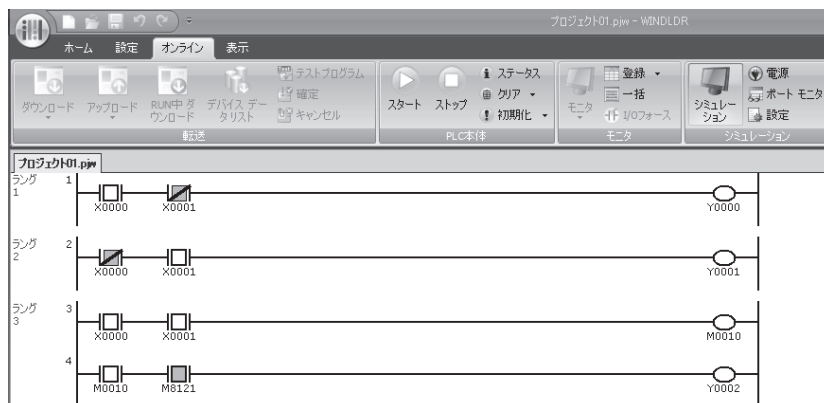 プロジェクト01.pjw - WINDLDR
ホーム 設定 オンライン 表示
ダウンロード アップロード RUN中 ダウンロード デバイス データリスト テストプログラム 確定 キャンセル
転送
スタート ストップ ステータス クリア 初期化
PLC本体
モニタ 登録 一括 I/Oフォース
モニタ
シミュレーション 電源 ポート モニタ 設定
シミュレーション
プロジェクト01.pjw
ラング 1 1
X0000 X0001 Y0000
ラング 2 2
X0000 X0001 Y0001
ラング 3 3
X0000 X0001 M0010
4
M0010 M8121 Y0002